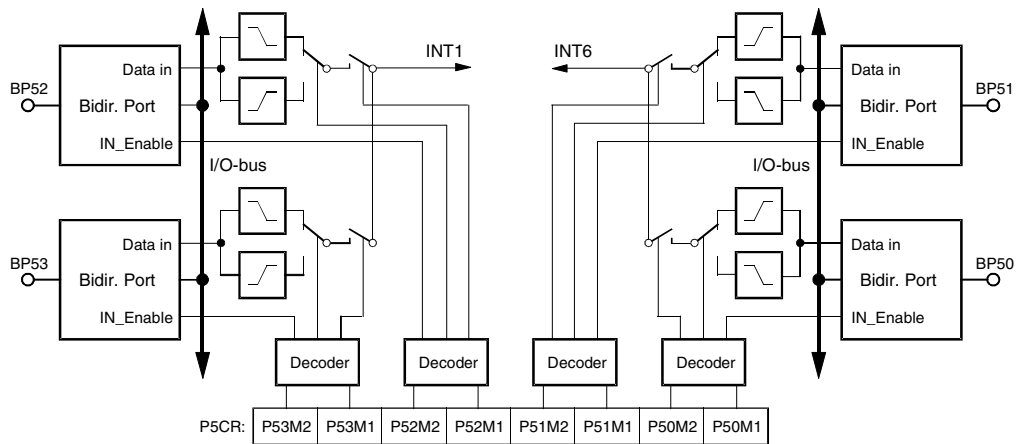 INT1 INT6
Data in Data in
BP52 BP51
Bidir. Port Bidir. Port
IN_Enable IN_Enable
I/O-bus I/O-bus
Data in Data in
BP53 BP50
Bidir. Port Bidir. Port
IN_Enable IN_Enable
Decoder Decoder Decoder Decoder
P5CR: P53M2 P53M1 P52M2 P52M1 P51M2 P51M1 P50M2 P50M1